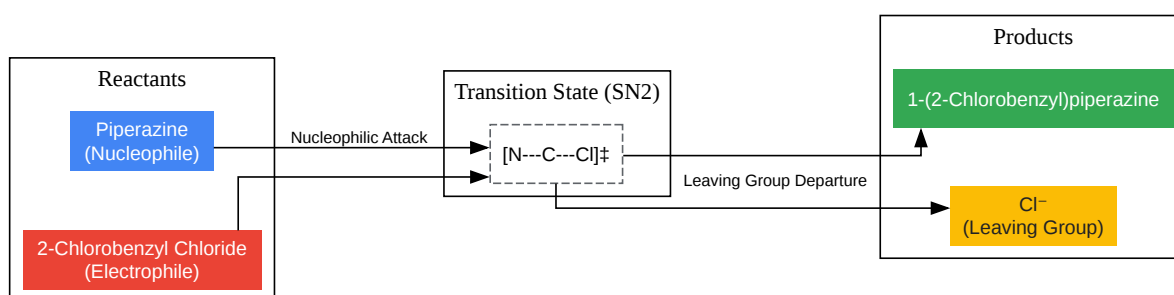 Reactants
Piperazine
(Nucleophile)
2-Chlorobenzyl Chloride
(Electrophile)
Nucleophilic Attack
Transition State (SN2)
[N---C---Cl]‡
Leaving Group Departure
Products
1-(2-Chlorobenzyl)piperazine
Cl⁻
(Leaving Group)